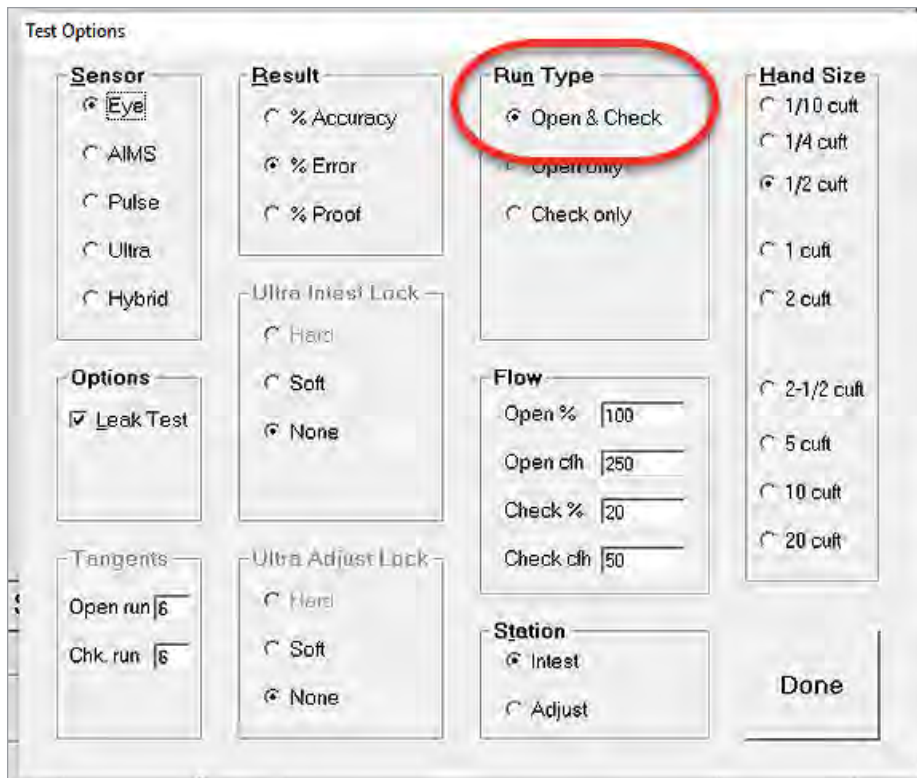 Test Options
Sensor
Eye
AIMS
Pulse
Ultra
Hybrid
Options
Leak Test
Tangents
Open run 6
Chk. run 6
Result
% Accuracy
% Error
% Proof
Ultra Intest Lock
Hard
Soft
None
Ultra Adjust Lock
Hard
Soft
None
Run Type
Open & Check
Open only
Check only
Flow
Open % 100
Open cfh 250
Check % 20
Check cfh 50
Station
Intest
Adjust
Hand Size
1/10 cuft
1/4 cuft
1/2 cuft
1 cuft
2 cuft
2-1/2 cuft
5 cuft
10 cuft
20 cuft
Done